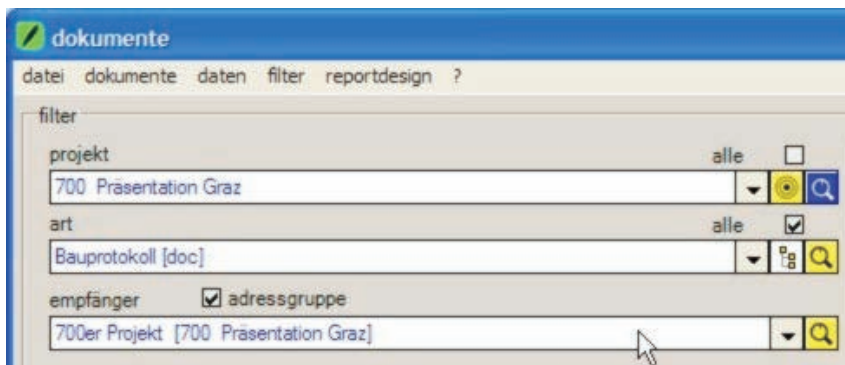 dokumente
datei dokumente daten filter reportdesign ?
filter
projekt alle
700 Präsentation Graz
art alle
Bauprotokoll [doc]
empfänger adressgruppe
700er Projekt [700 Präsentation Graz]